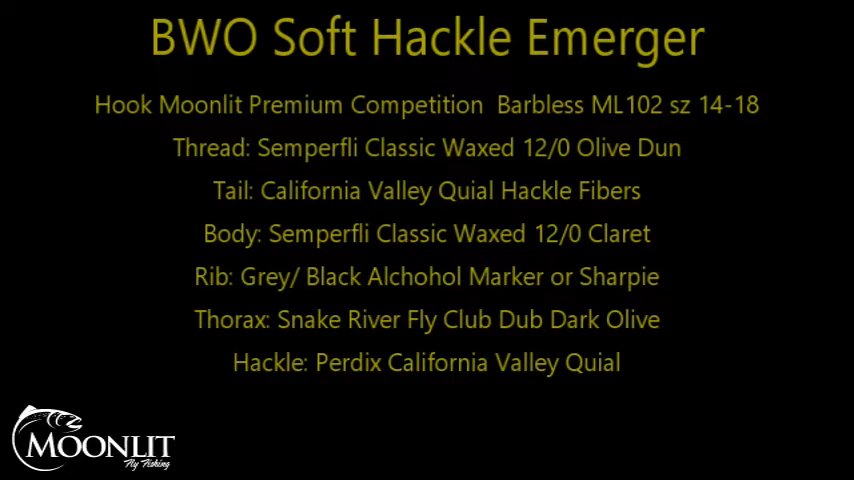 BWO Soft Hackle Emerger
Hook Moonlit Premium Competition Barbless ML102 sz 14-18
Thread: Semperfli Classic Waxed 12/0 Olive Dun
Tail: California Valley Quial Hackle Fibers
Body: Semperfli Classic Waxed 12/0 Claret
Rib: Grey/ Black Alchohol Marker or Sharpie
Thorax: Snake River Fly Club Dub Dark Olive
Hackle: Perdix California Valley Quial
MOONLIT
Fly Fishing